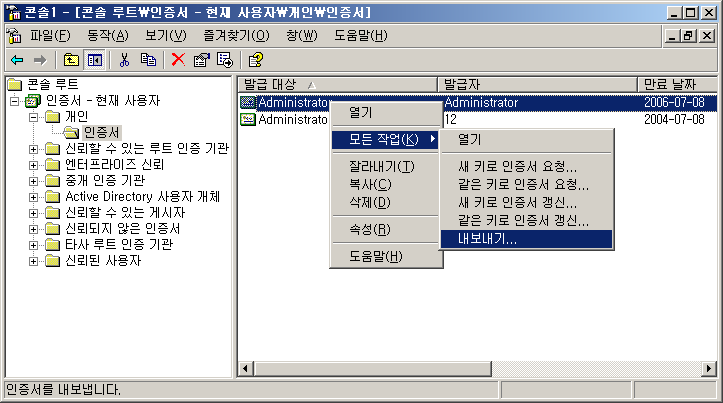 콘솔1 - [콘솔 루트₩인증서 - 현재 사용자₩개인₩인증서]
파일(F) 동작(A) 보기(V) 즐겨찾기(O) 창(W) 도움말(H)
콘솔 루트
인증서 - 현재 사용자
개인
인증서
신뢰할 수 있는 루트 인증 기관
엔터프라이즈 신뢰
중개 인증 기관
Active Directory 사용자 개체
신뢰할 수 있는 게시자
신뢰되지 않은 인증서
타사 루트 인증 기관
신뢰된 사용자
발급 대상 발급자 만료 날짜
Administrator Administrator 2006-07-08
Administrato 12 2004-07-08
열기
모든 작업(K)
잘라내기(T)
복사(C)
삭제(D)
속성(R)
도움말(H)
열기
새 키로 인증서 요청...
같은 키로 인증서 요청...
새 키로 인증서 갱신...
같은 키로 인증서 갱신...
내보내기...
인증서를 내보냅니다.